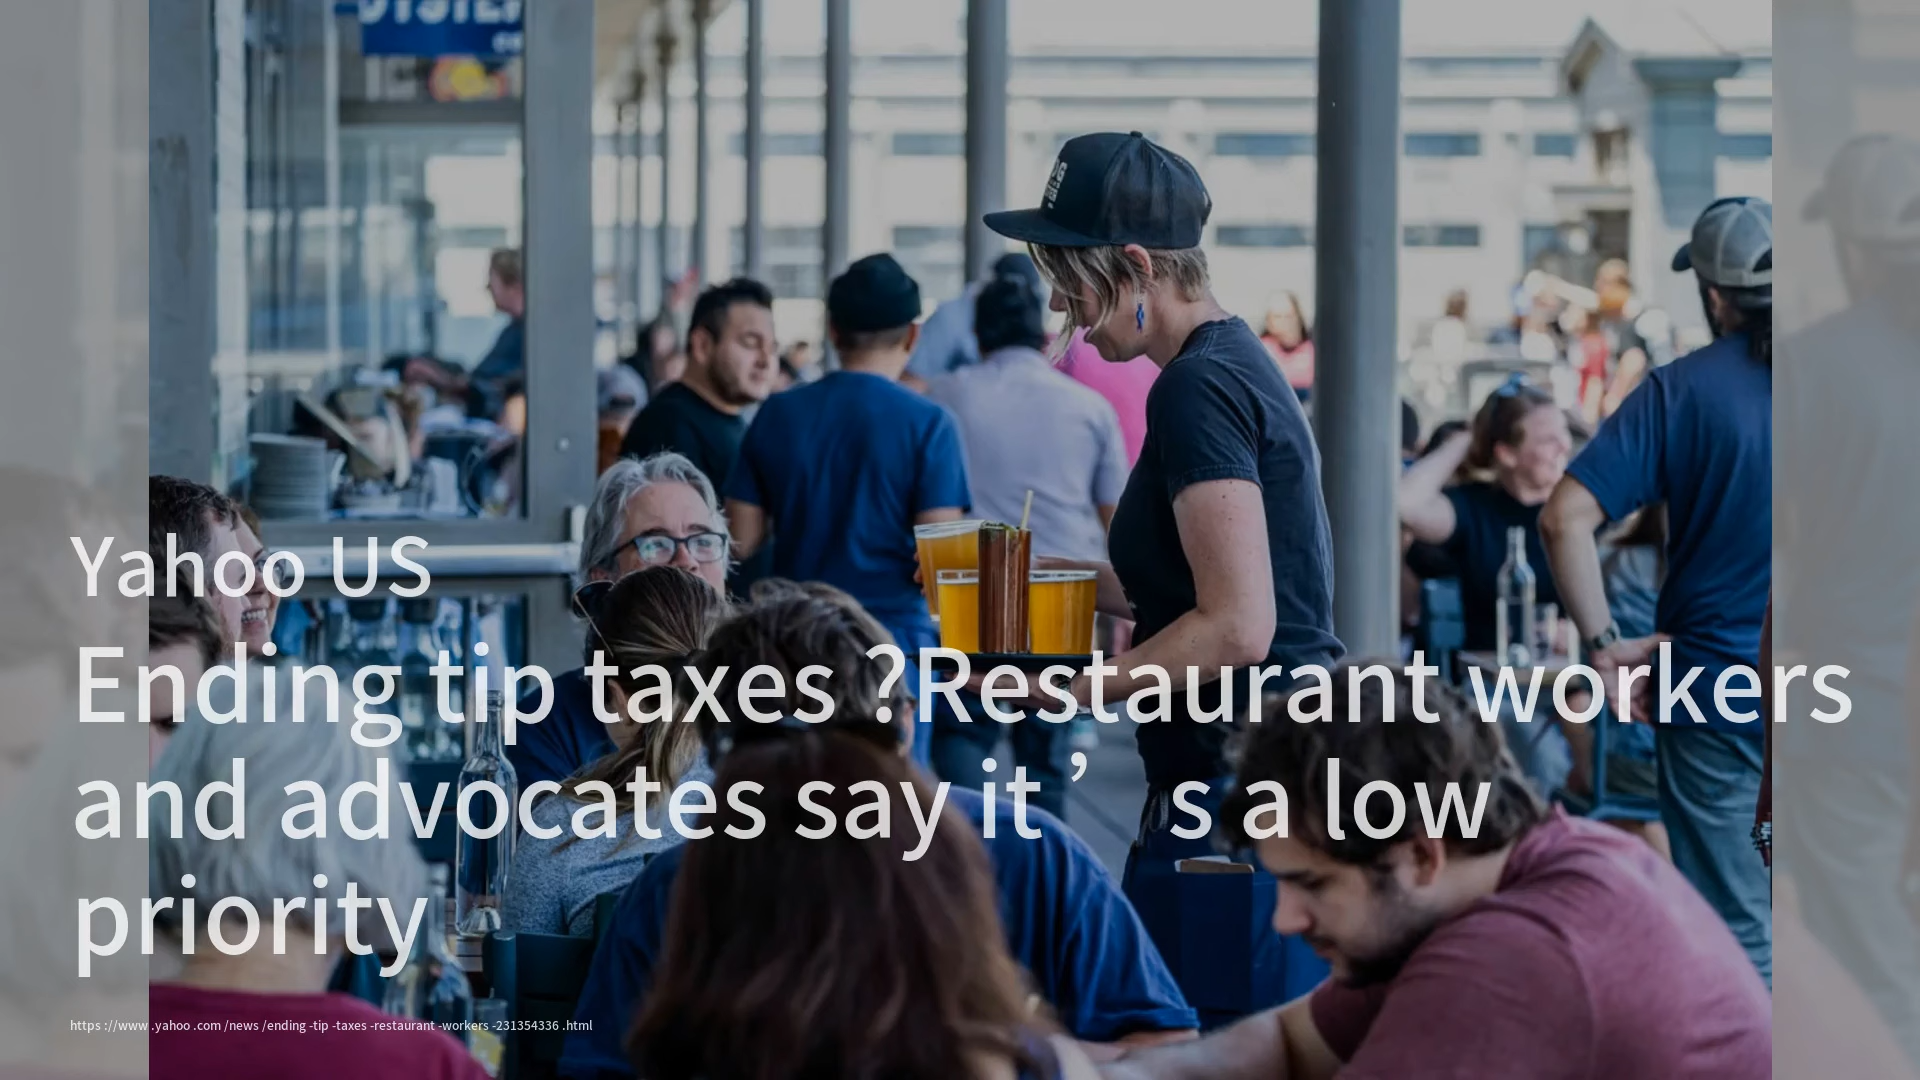 Yahoo US
Ending tip taxes ?Restaurant workers
and advocates say it’s a low
priority
https ://www .yahoo .com /news /ending -tip -taxes -restaurant -workers -231354336 .html